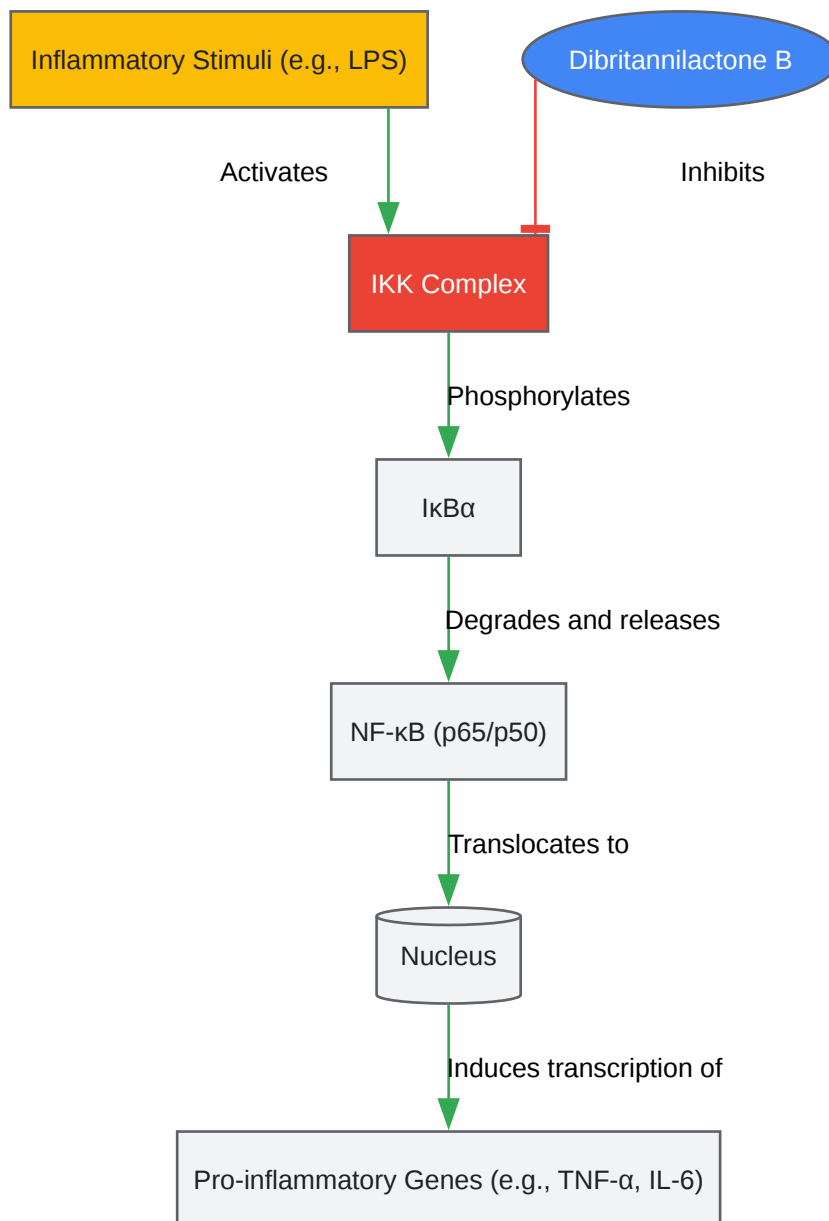 Inflammatory Stimuli (e.g., LPS)
Dibritannilactone B
Activates
Inhibits
IKK Complex
Phosphorylates
IκBα
Degrades and releases
NF-κB (p65/p50)
Translocates to
Nucleus
Induces transcription of
Pro-inflammatory Genes (e.g., TNF-α, IL-6)